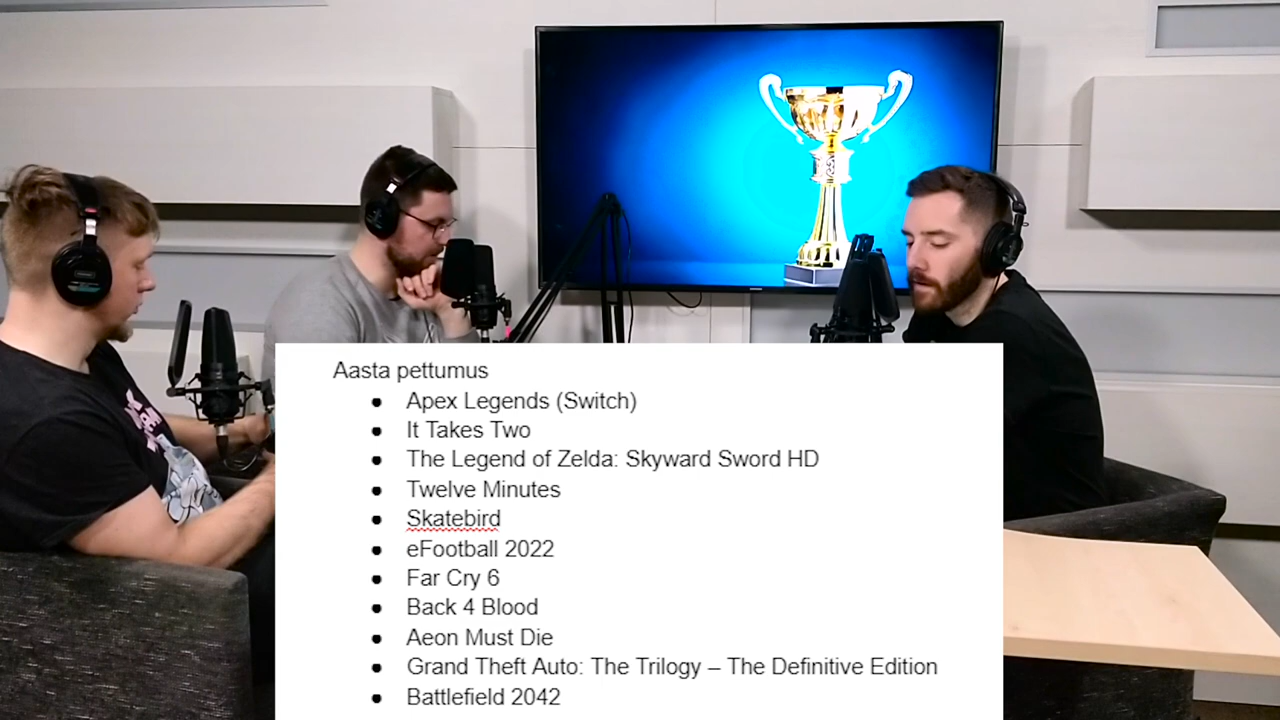 Aasta pettumus
Apex Legends (Switch)
It Takes Two
The Legend of Zelda: Skyward Sword HD
Twelve Minutes
Skatebird
eFootball 2022
Far Cry 6
Back 4 Blood
Aeon Must Die
Grand Theft Auto: The Trilogy – The Definitive Edition
Battlefield 2042